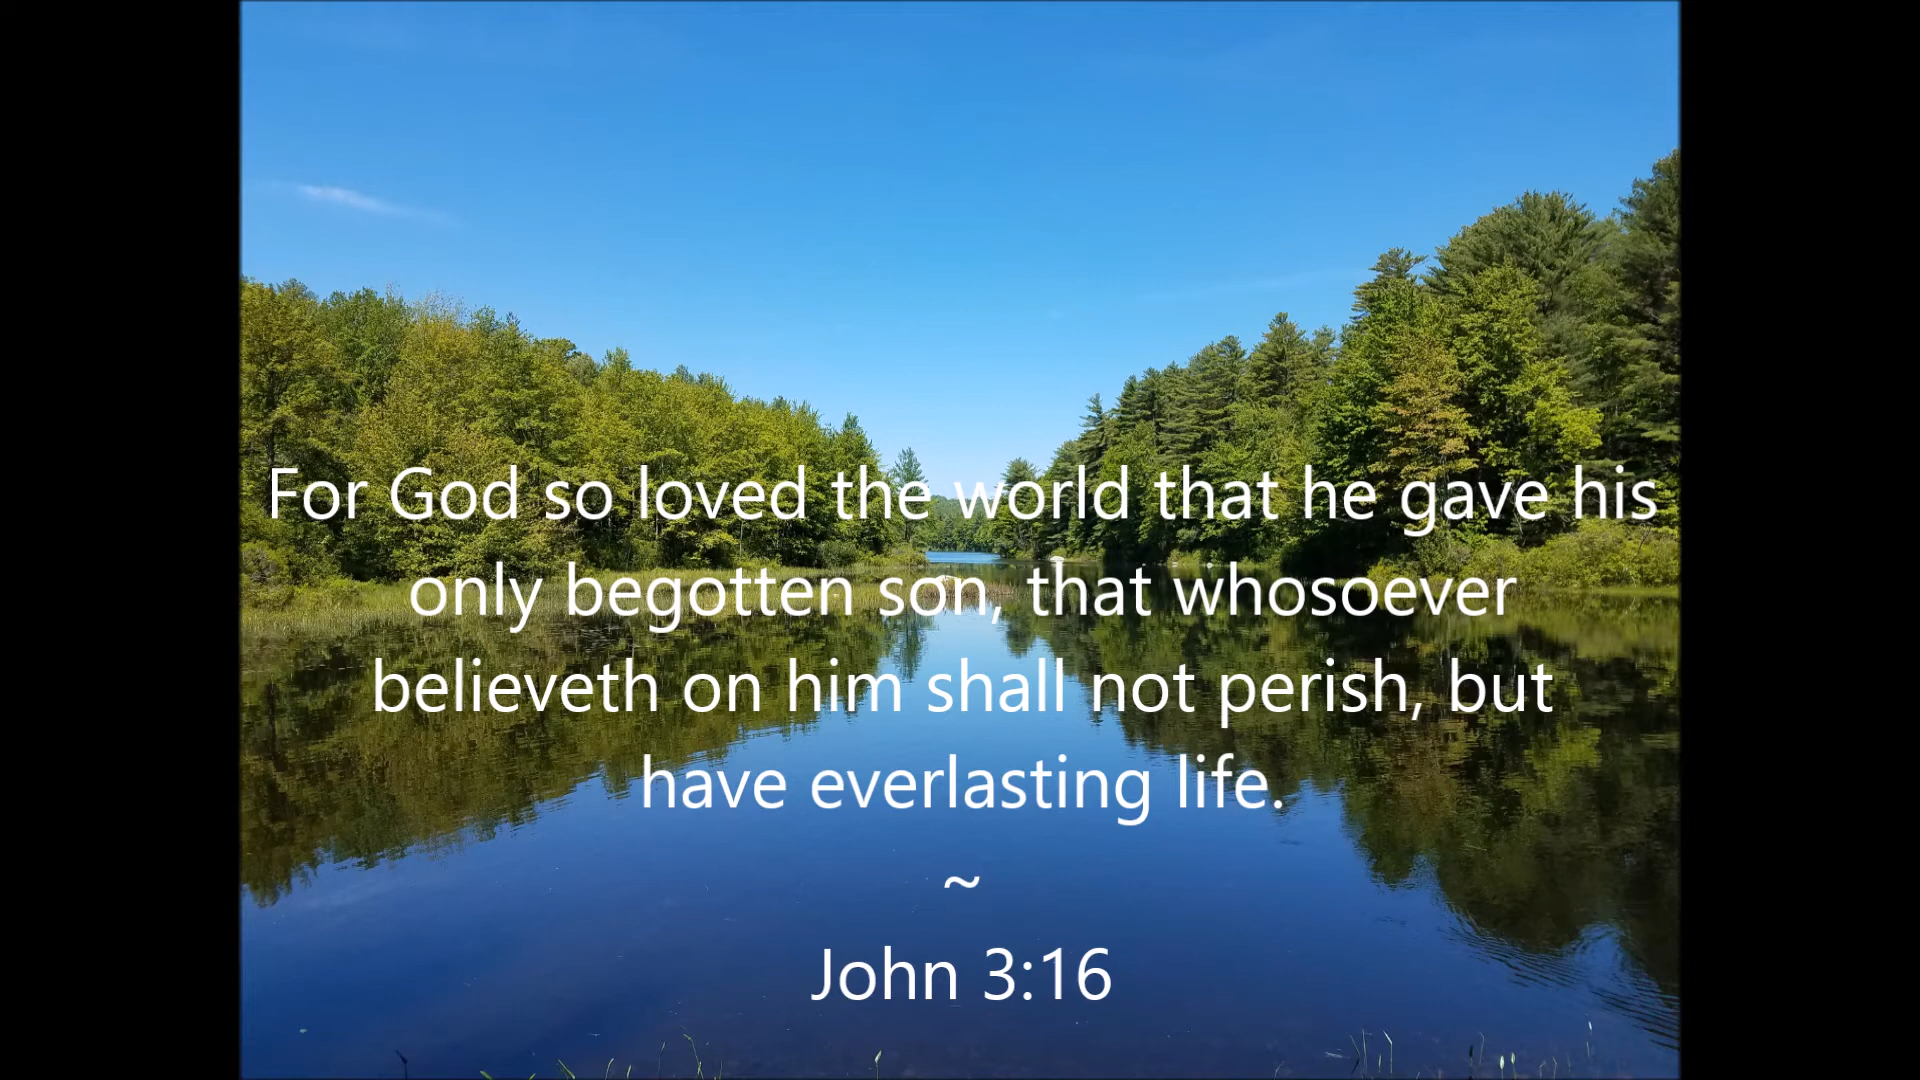 For God so loved the world that he gave his
only begotten son, that whosoever
believeth on him shall not perish, but
have everlasting life.
~
John 3:16